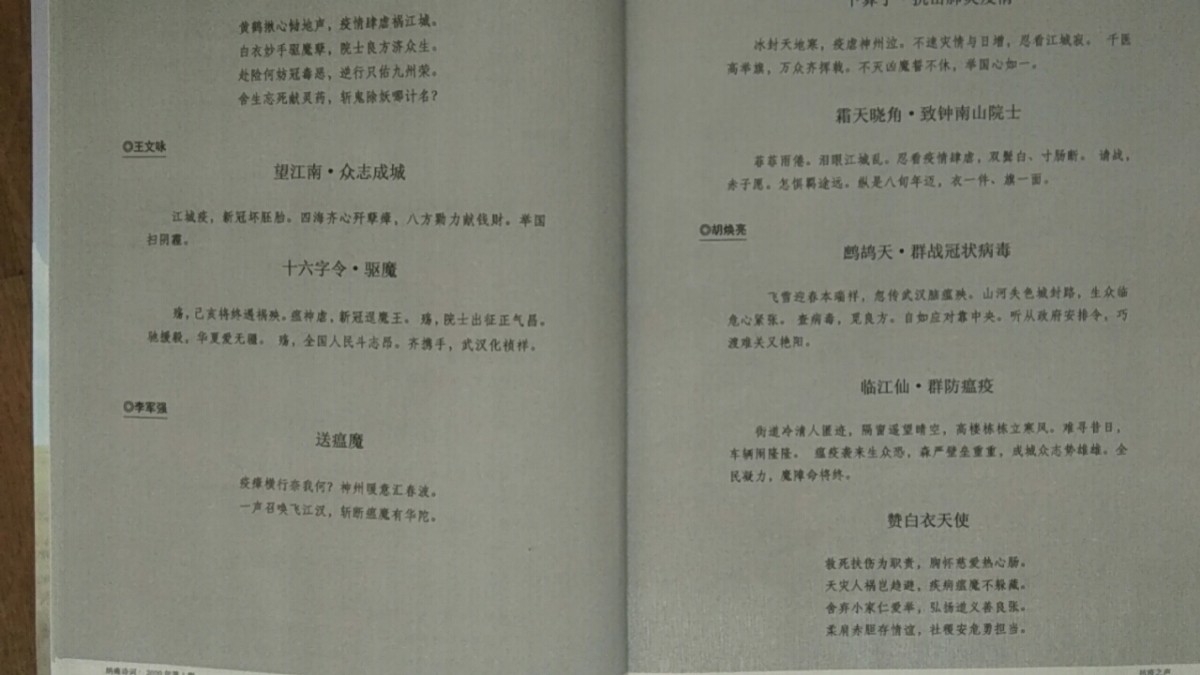 黄鹤揪心恸地声，疫情肆虐祸江城。
白衣妙手驱魔孽，院士良方济众生。
赴险何妨冠毒恶，逆行只佑九州荣。
舍生忘死献灵药，斩鬼除妖哪计名？
◎王文咏
望江南·众志成城
江城疫，新冠坏胚胎。四海齐心歼孽瘴，八方勠力献钱财。举国
扫阴霾。
十六字令·驱魔
殇，己亥将终遇祸殃。瘟神虐，新冠逞魔王。 殇，院士出征正气昌。
驰援毅，华夏爱无疆。 殇，全国人民斗志昂。齐携手，武汉化祯祥。
◎李军强
送瘟魔
疫瘴横行奈我何？神州暖意汇春波。
一声召唤飞江汉，斩断瘟魔有华陀。
冰封天地寒，疫虐神州泣。不速灾情与日增，忍看江城寂。 千医
高举旗，万众齐挥戟。不灭凶魔誓不休，举国心如一。
霜天晓角·致钟南山院士
菲菲雨倦。泪眼江城乱。忍看疫情肆虐，双鬓白、寸肠断。 请战，
赤子愿。怎惧羁途远。纵是八旬年迈，衣一件、旗一面。
◎胡焕亮
鹧鸪天·群战冠状病毒
飞雪迎春本瑞祥，忽传武汉脑瘟殃。山河失色城封路，生众临
危心紧张。 查病毒，觅良方。自如应对靠中央。听从政府安排令，巧
渡难关又艳阳。
临江仙·群防瘟疫
街道冷清人匿迹，隔窗遥望晴空，高楼栋栋立寒风。难寻昔日，
车辆闹隆隆。 瘟疫袭来生众恐，森严壁垒重重，成城众志势雄雄。全
民凝力，魔障命将终。
赞白衣天使
救死扶伤为职责，胸怀慈爱热心肠。
天灾人祸岂趋避，疾病瘟魔不躲藏。
舍弃小家仁爱举，弘扬道义善良张。
柔肩赤胆存情谊，社稷安危勇担当。